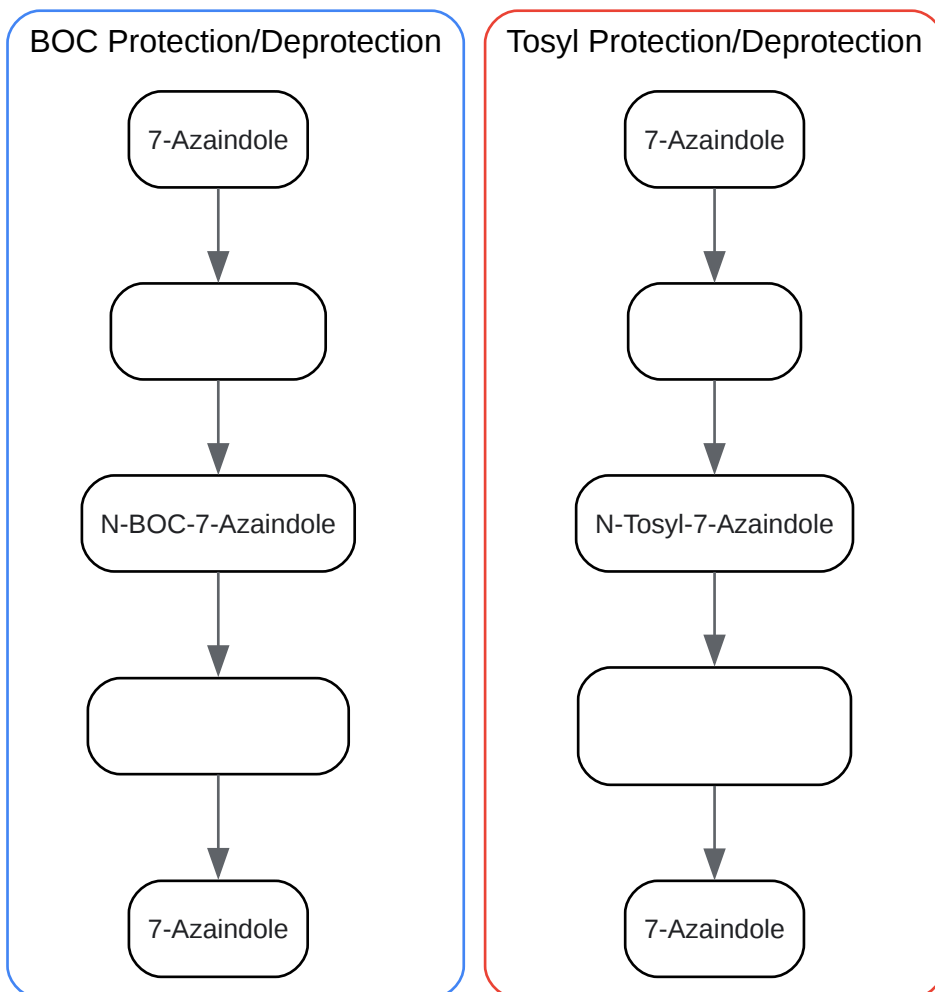 BOC Protection/Deprotection
7-Azaindole
N-BOC-7-Azaindole
7-Azaindole
Tosyl Protection/Deprotection
7-Azaindole
N-Tosyl-7-Azaindole
7-Azaindole